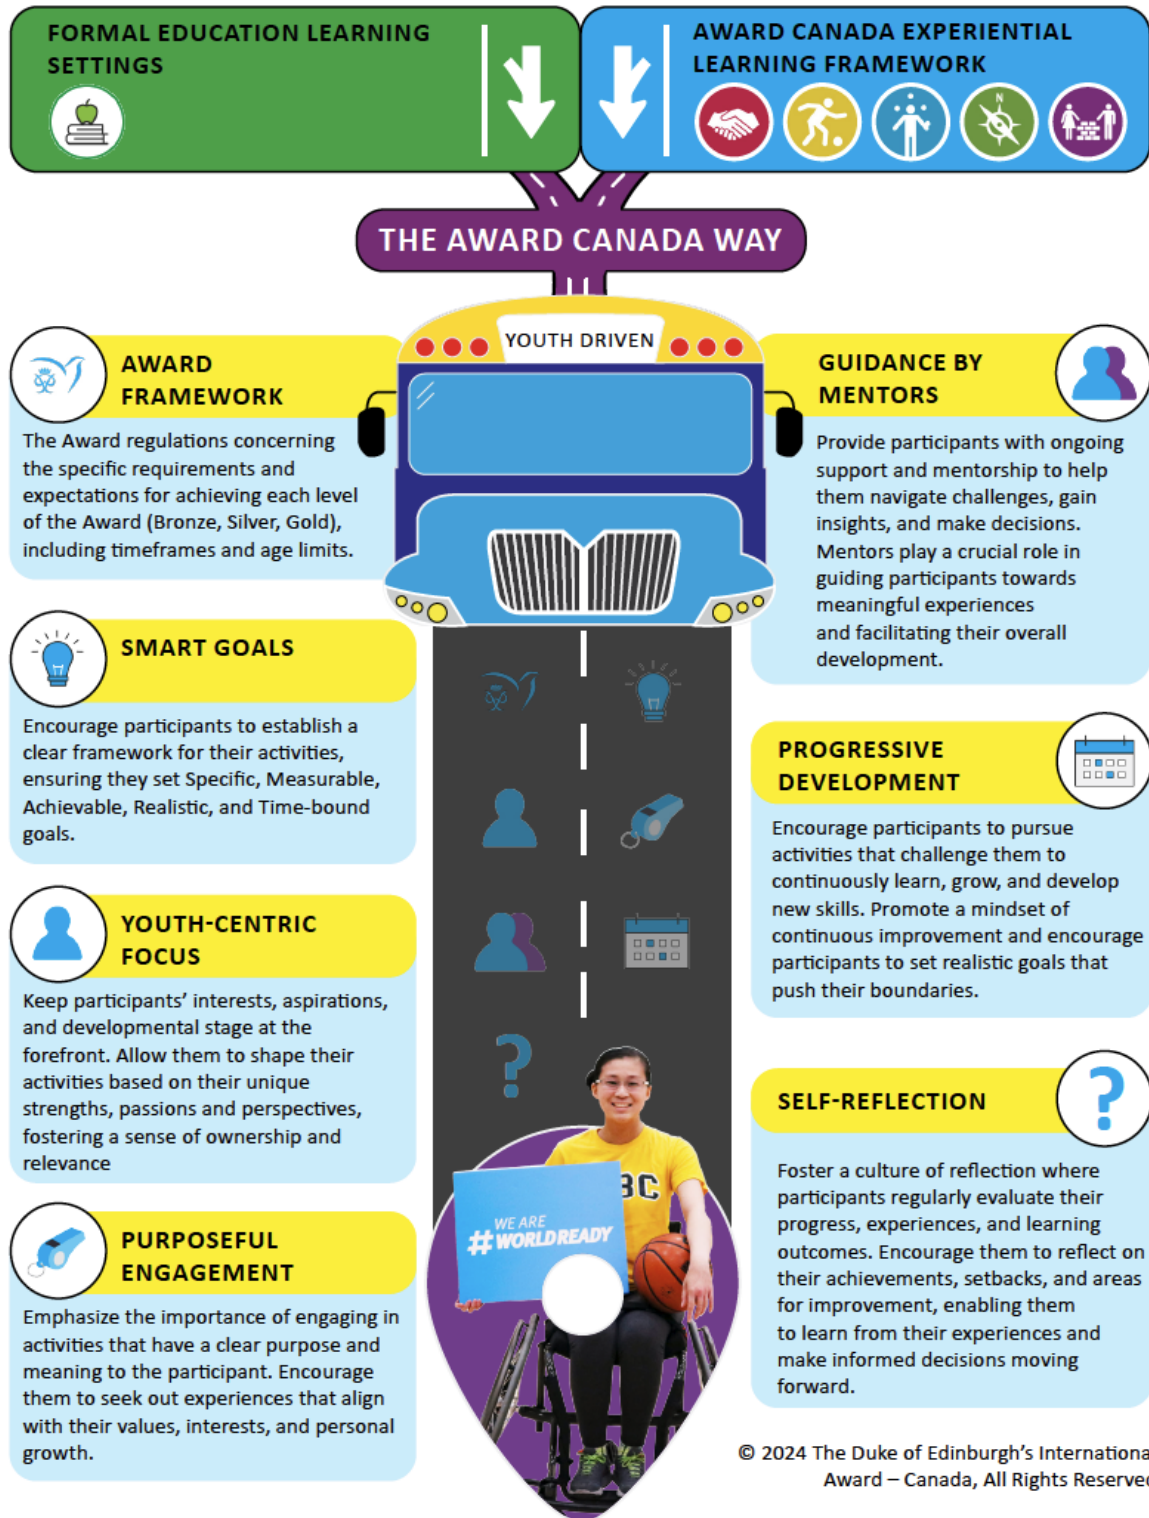 FORMAL EDUCATION LEARNING
SETTINGS
AWARD CANADA EXPERIENTIAL
LEARNING FRAMEWORK
N
THE AWARD CANADA WAY
YOUTH DRIVEN
AWARD
FRAMEWORK
The Award regulations concerning
the specific requirements and
expectations for achieving each level
of the Award (Bronze, Silver, Gold),
including timeframes and age limits.
SMART GOALS
Encourage participants to establish a
clear framework for their activities,
ensuring they set Specific, Measurable,
Achievable, Realistic, and Time-bound
goals.
YOUTH-CENTRIC
FOCUS
Keep participants' interests, aspirations,
and developmental stage at the
forefront. Allow them to shape their
activities based on their unique
strengths, passions and perspectives,
fostering a sense of ownership and
relevance
PURPOSEFUL
ENGAGEMENT
Emphasize the importance of engaging in
activities that have a clear purpose and
meaning to the participant. Encourage
them to seek out experiences that align
with their values, interests, and personal
growth.
GUIDANCE BY
MENTORS
Provide participants with ongoing
support and mentorship to help
them navigate challenges, gain
insights, and make decisions.
Mentors play a crucial role in
guiding participants towards
meaningful experiences
and facilitating their overall
development.
PROGRESSIVE
DEVELOPMENT
Encourage participants to pursue
activities that challenge them to
continuously learn, grow, and develop
new skills. Promote a mindset of
continuous improvement and encourage
participants to set realistic goals that
push their boundaries.
SELF-REFLECTION
?
Foster a culture of reflection where
participants regularly evaluate their
progress, experiences, and learning
outcomes. Encourage them to reflect on
their achievements, setbacks, and areas
for improvement, enabling them
to learn from their experiences and
make informed decisions moving
forward.
?
BC
WE ARE
#WORLDREADY
© 2024 The Duke of Edinburgh's Internationa
Award – Canada, All Rights Reserve